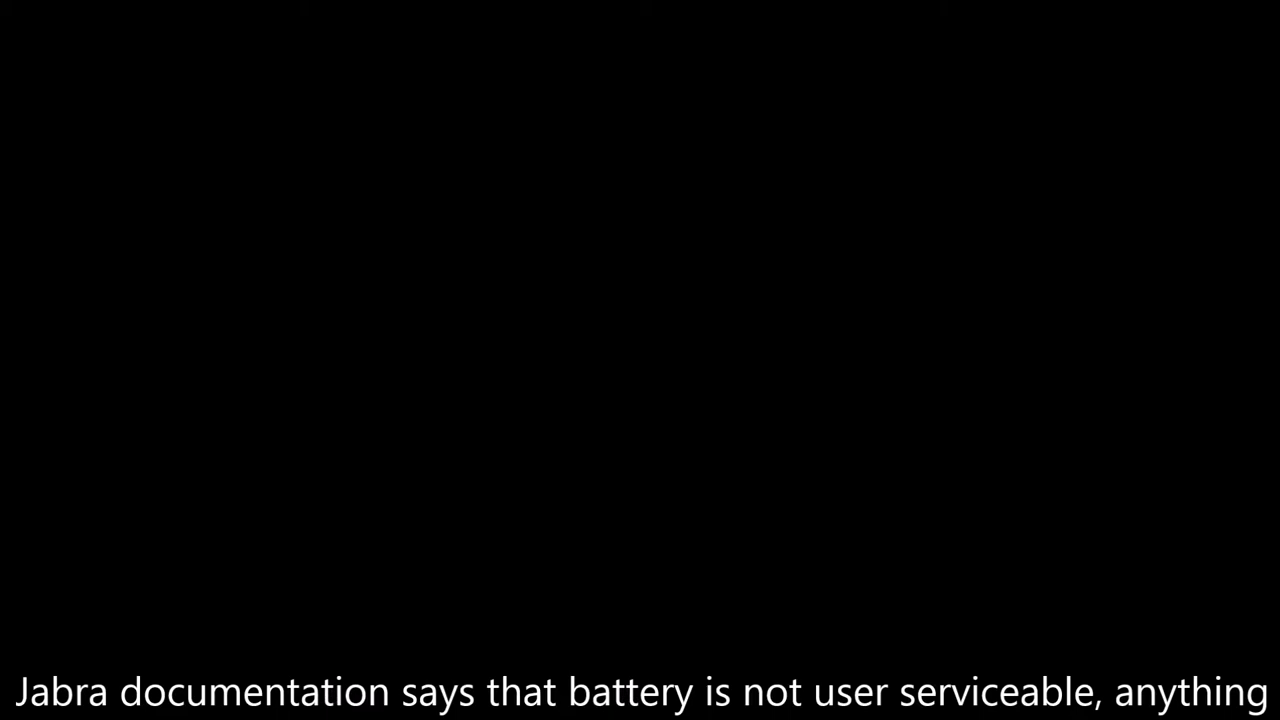 Jabra documentation says that battery is not user serviceable, anything